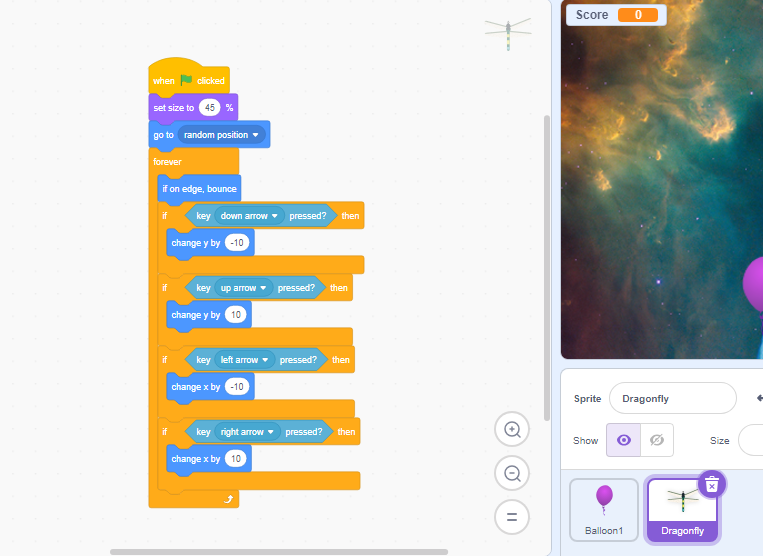 Score 0
when clicked
set size to 45 %
go to random position
forever
if on edge, bounce
if key down arrow pressed? then
change y by -10
if key up arrow pressed? then
change y by 10
if key left arrow pressed? then
change x by -10
if key right arrow pressed? then
change x by 10
Sprite Dragonfly
Show Size
Balloon1 Dragonfly